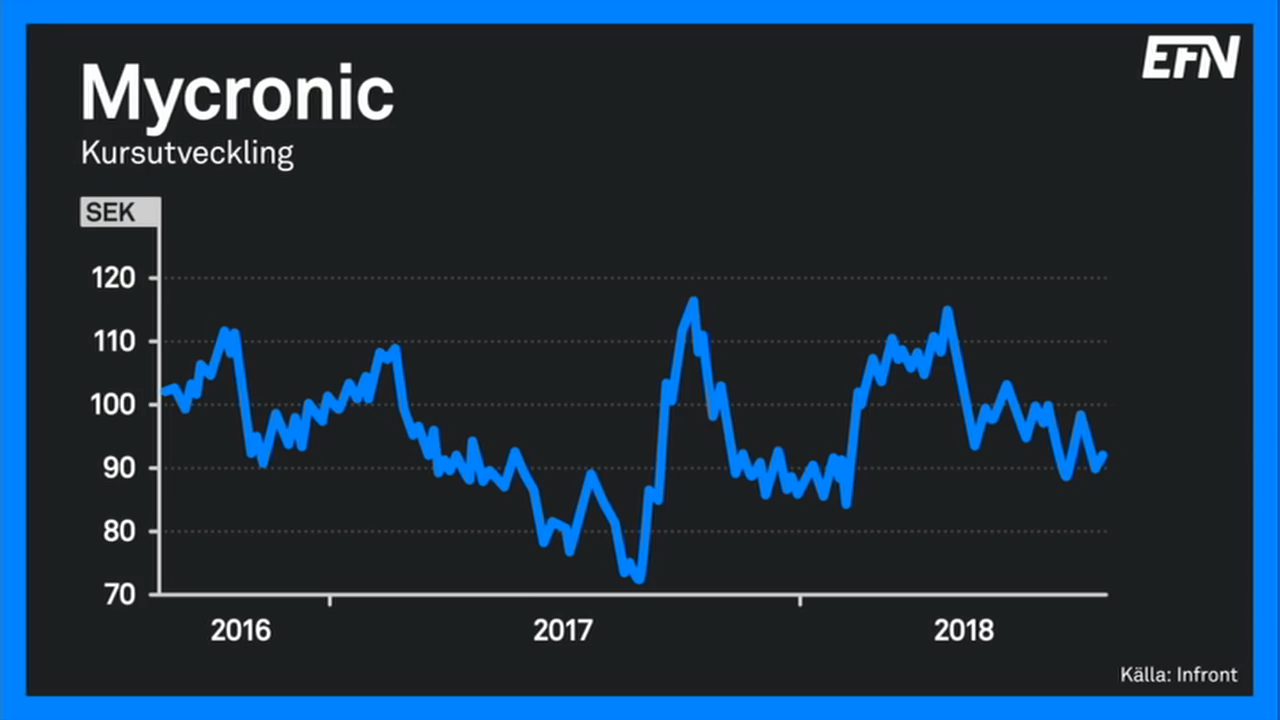 EFN
Mycronic
Kursutveckling
SEK
120
110
100
90
80
70
2016 2017 2018
Källa: Infront